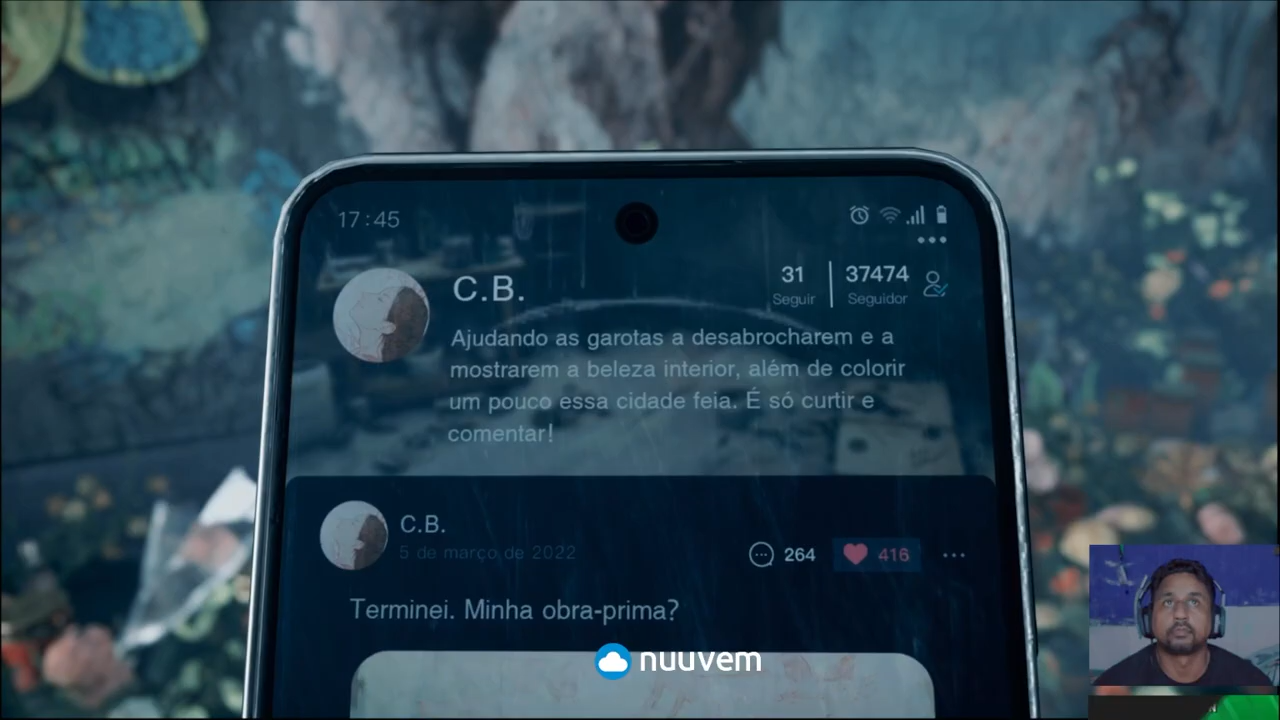 17:45
C.B.
31
37474
Seguir
Seguidor
Ajudando as garotas a desabrocharem e a
mostrarem a beleza interior, além de colorir
um pouco essa cidade feia. É só curtir e
comentar!
C.B.
5 de março de 2022
264
416
Terminei. Minha obra-prima?
nuuvem